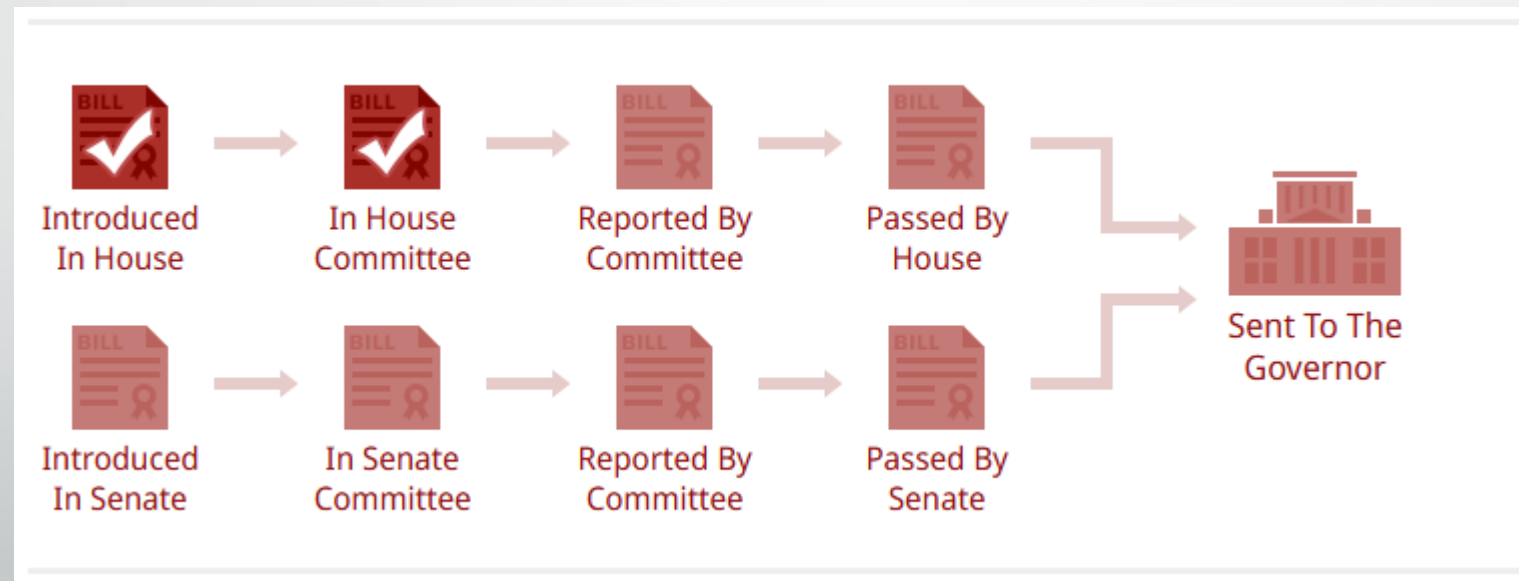 BILL
BILL
BILL
BILL
Introduced
In House
In House
Committee
Reported By
Committee
Passed By
House
Sent To The
Governor
BILL
BILL
BILL
BILL
Introduced
In Senate
In Senate
Committee
Reported By
Committee
Passed By
Senate